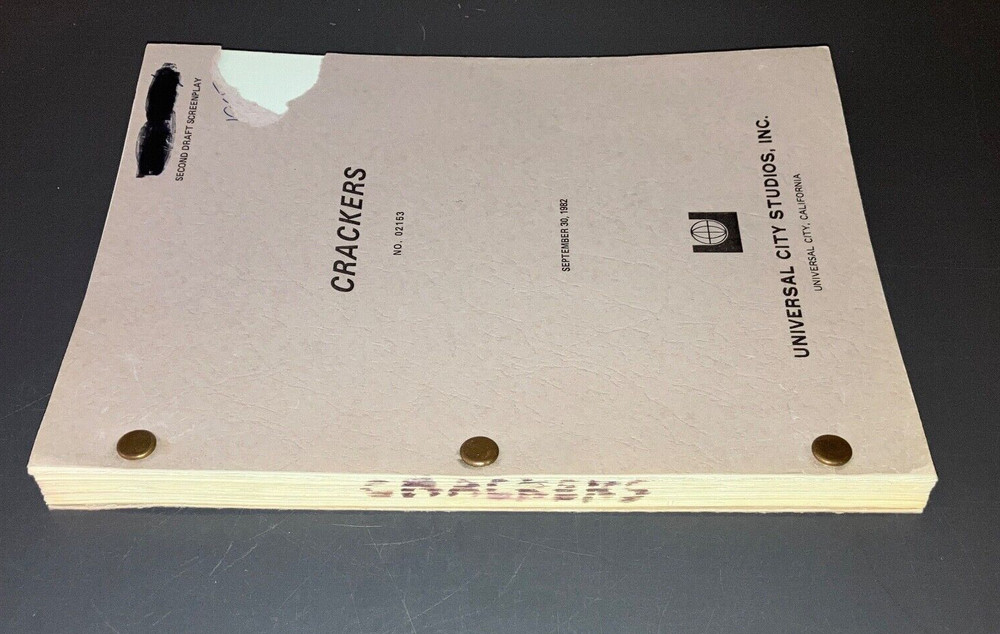 SECOND DRAFT SCREENPLAY
CRACKERS
NO. 02153
SEPTEMBER 30, 1982
UNIVERSAL CITY STUDIOS, INC.
UNIVERSAL CITY, CALIFORNIA
CRACKERS